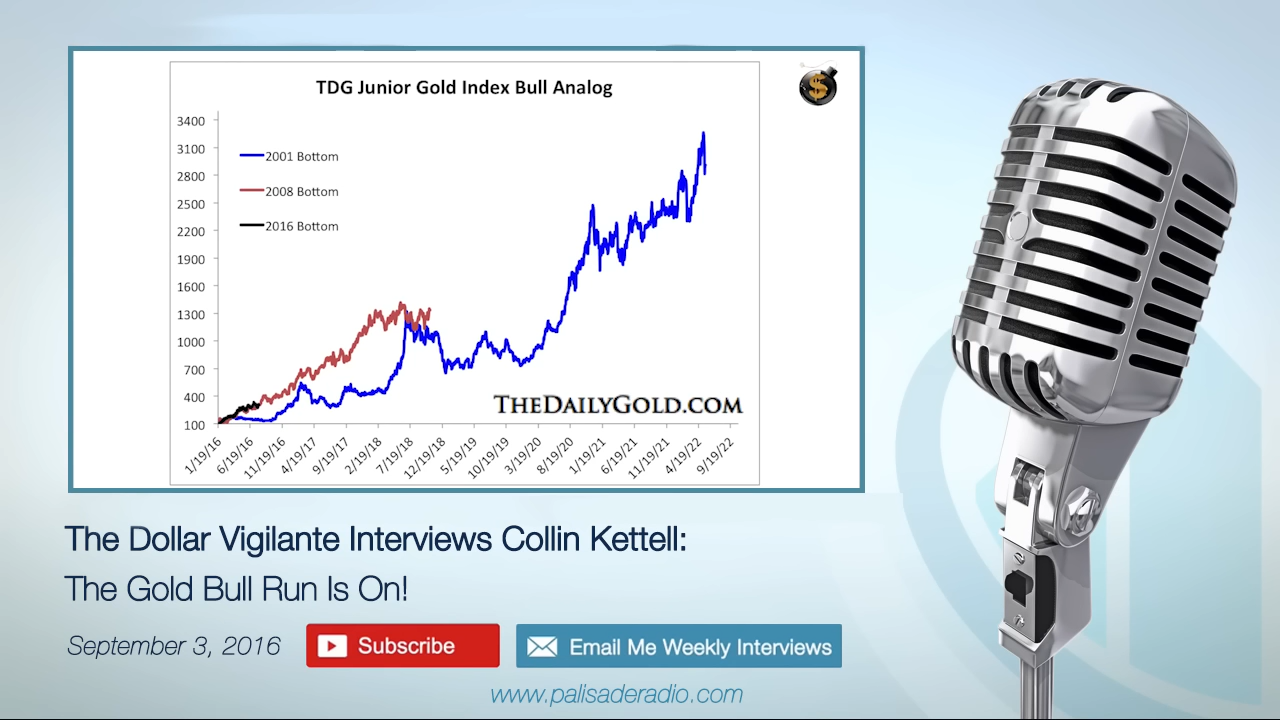 TDG Junior Gold Index Bull Analog
$
3400
3100
2800
2500
2200
1900
1600
1300
1000
700
400
100
2001 Bottom
2008 Bottom
2016 Bottom
THEDAILYGOLD.COM
1/19/16
6/19/16
11/19/16
4/19/17
9/19/17
2/19/18
7/19/18
12/19/18
5/19/19
10/19/19
3/19/20
8/19/20
1/19/21
6/19/21
11/19/21
4/19/22
9/19/22
The Dollar Vigilante Interviews Collin Kettell:
The Gold Bull Run Is On!
September 3, 2016
Subscribe
Email Me Weekly Interviews
www.palisaderadio.com